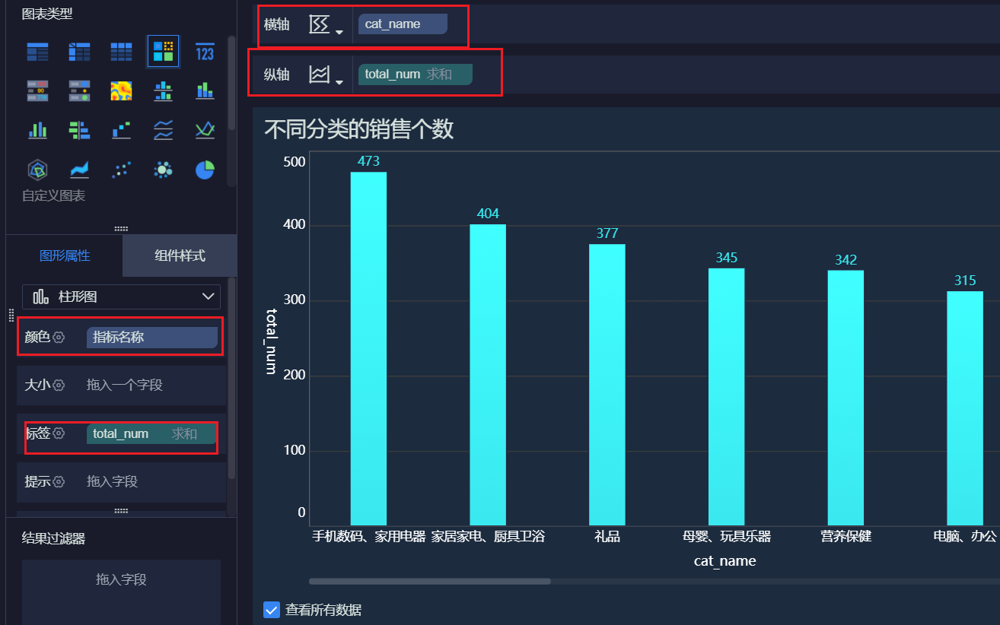 图表类型
123
90
自定义图表
图形属性
组件样式
柱形图
颜色
指标名称
大小
拖入一个字段
标签
total_num 求和
提示
拖入字段
结果过滤器
拖入字段
横轴
cat_name
纵轴
total_num 求和
不同分类的销售个数
500
400
300
200
100
0
total_num
473
404
377
345
342
315
手机数码、家用电器
家居家电、厨具卫浴
礼品
母婴、玩具乐器
营养保健
电脑、办公
cat_name
查看所有数据